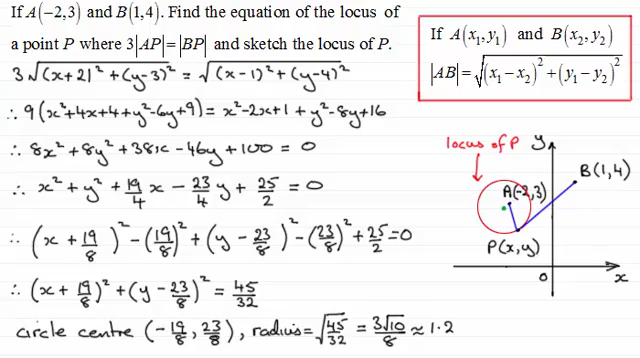 If A(−2,3) and B(1,4). Find the equation of the locus of
a point P where 3|AP| = |BP| and sketch the locus of P.
3√((x+2)² + (y−3)²) = √((x−1)² + (y−4)²)
∴ 9(x²+4x+4+y²−6y+9) = x²−2x+1+y²−8y+16
∴ 8x² + 8y² + 38x − 46y + 100 = 0
∴ x² + y² + 19/4 x − 23/4 y + 25/2 = 0
∴ (x + 19/8)² − (19/8)² + (y − 23/8)² − (23/8)² + 25/2 = 0
∴ (x + 19/8)² + (y − 23/8)² = 45/32
circle centre (−19/8, 23/8), radius = √(45/32) = 3√10/8 ≈ 1·2
If A(x₁, y₁) and B(x₂, y₂)
|AB| = √((x₁ − x₂)² + (y₁ − y₂)²)
locus of P
y
B(1,4)
A(−2,3)
P(x,y)
0
x